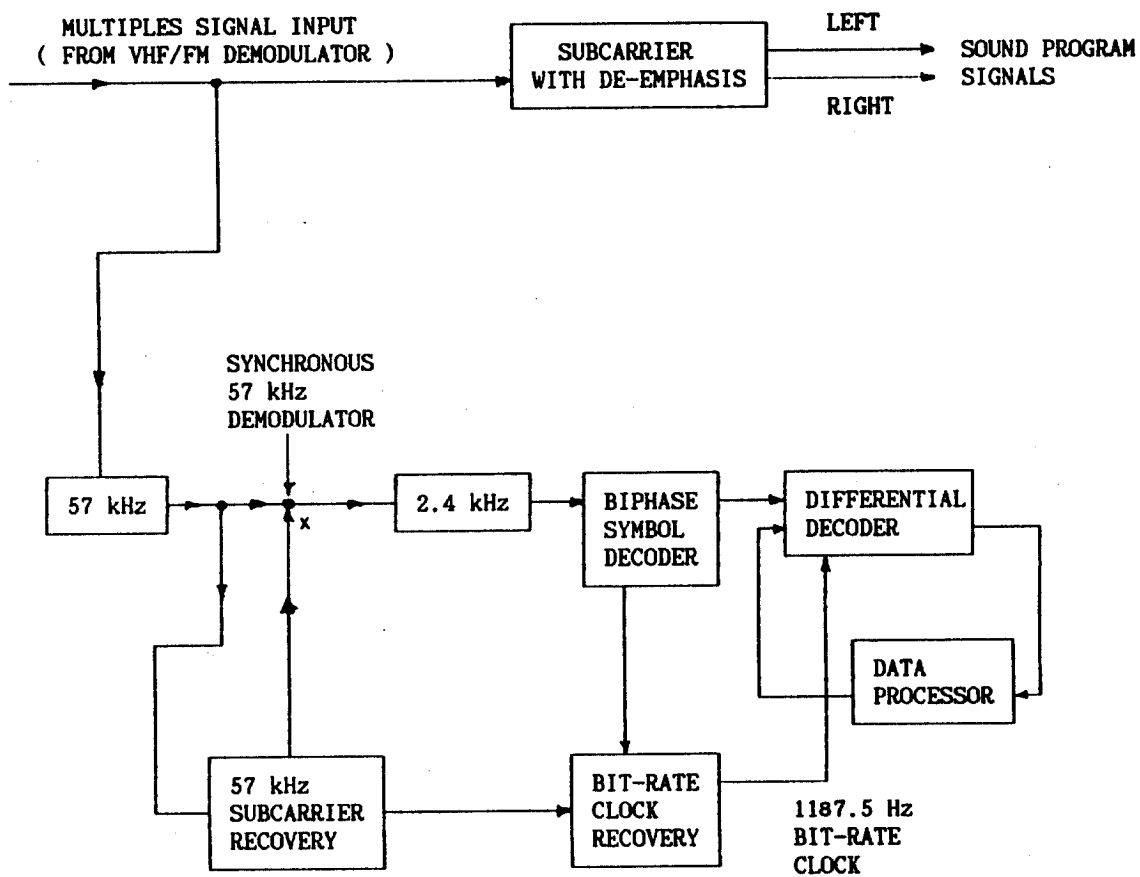 MULTIPLES SIGNAL INPUT
( FROM VHF/FM DEMODULATOR )
SUBCARRIER
WITH DE-EMPHASIS
LEFT
RIGHT
SOUND PROGRAM
SIGNALS
SYNCHRONOUS
57 kHz
DEMODULATOR
57 kHz
x
2.4 kHz
BIPHASE
SYMBOL
DECODER
DIFFERENTIAL
DECODER
DATA
PROCESSOR
57 kHz
SUBCARRIER
RECOVERY
BIT-RATE
CLOCK
RECOVERY
1187.5 Hz
BIT-RATE
CLOCK